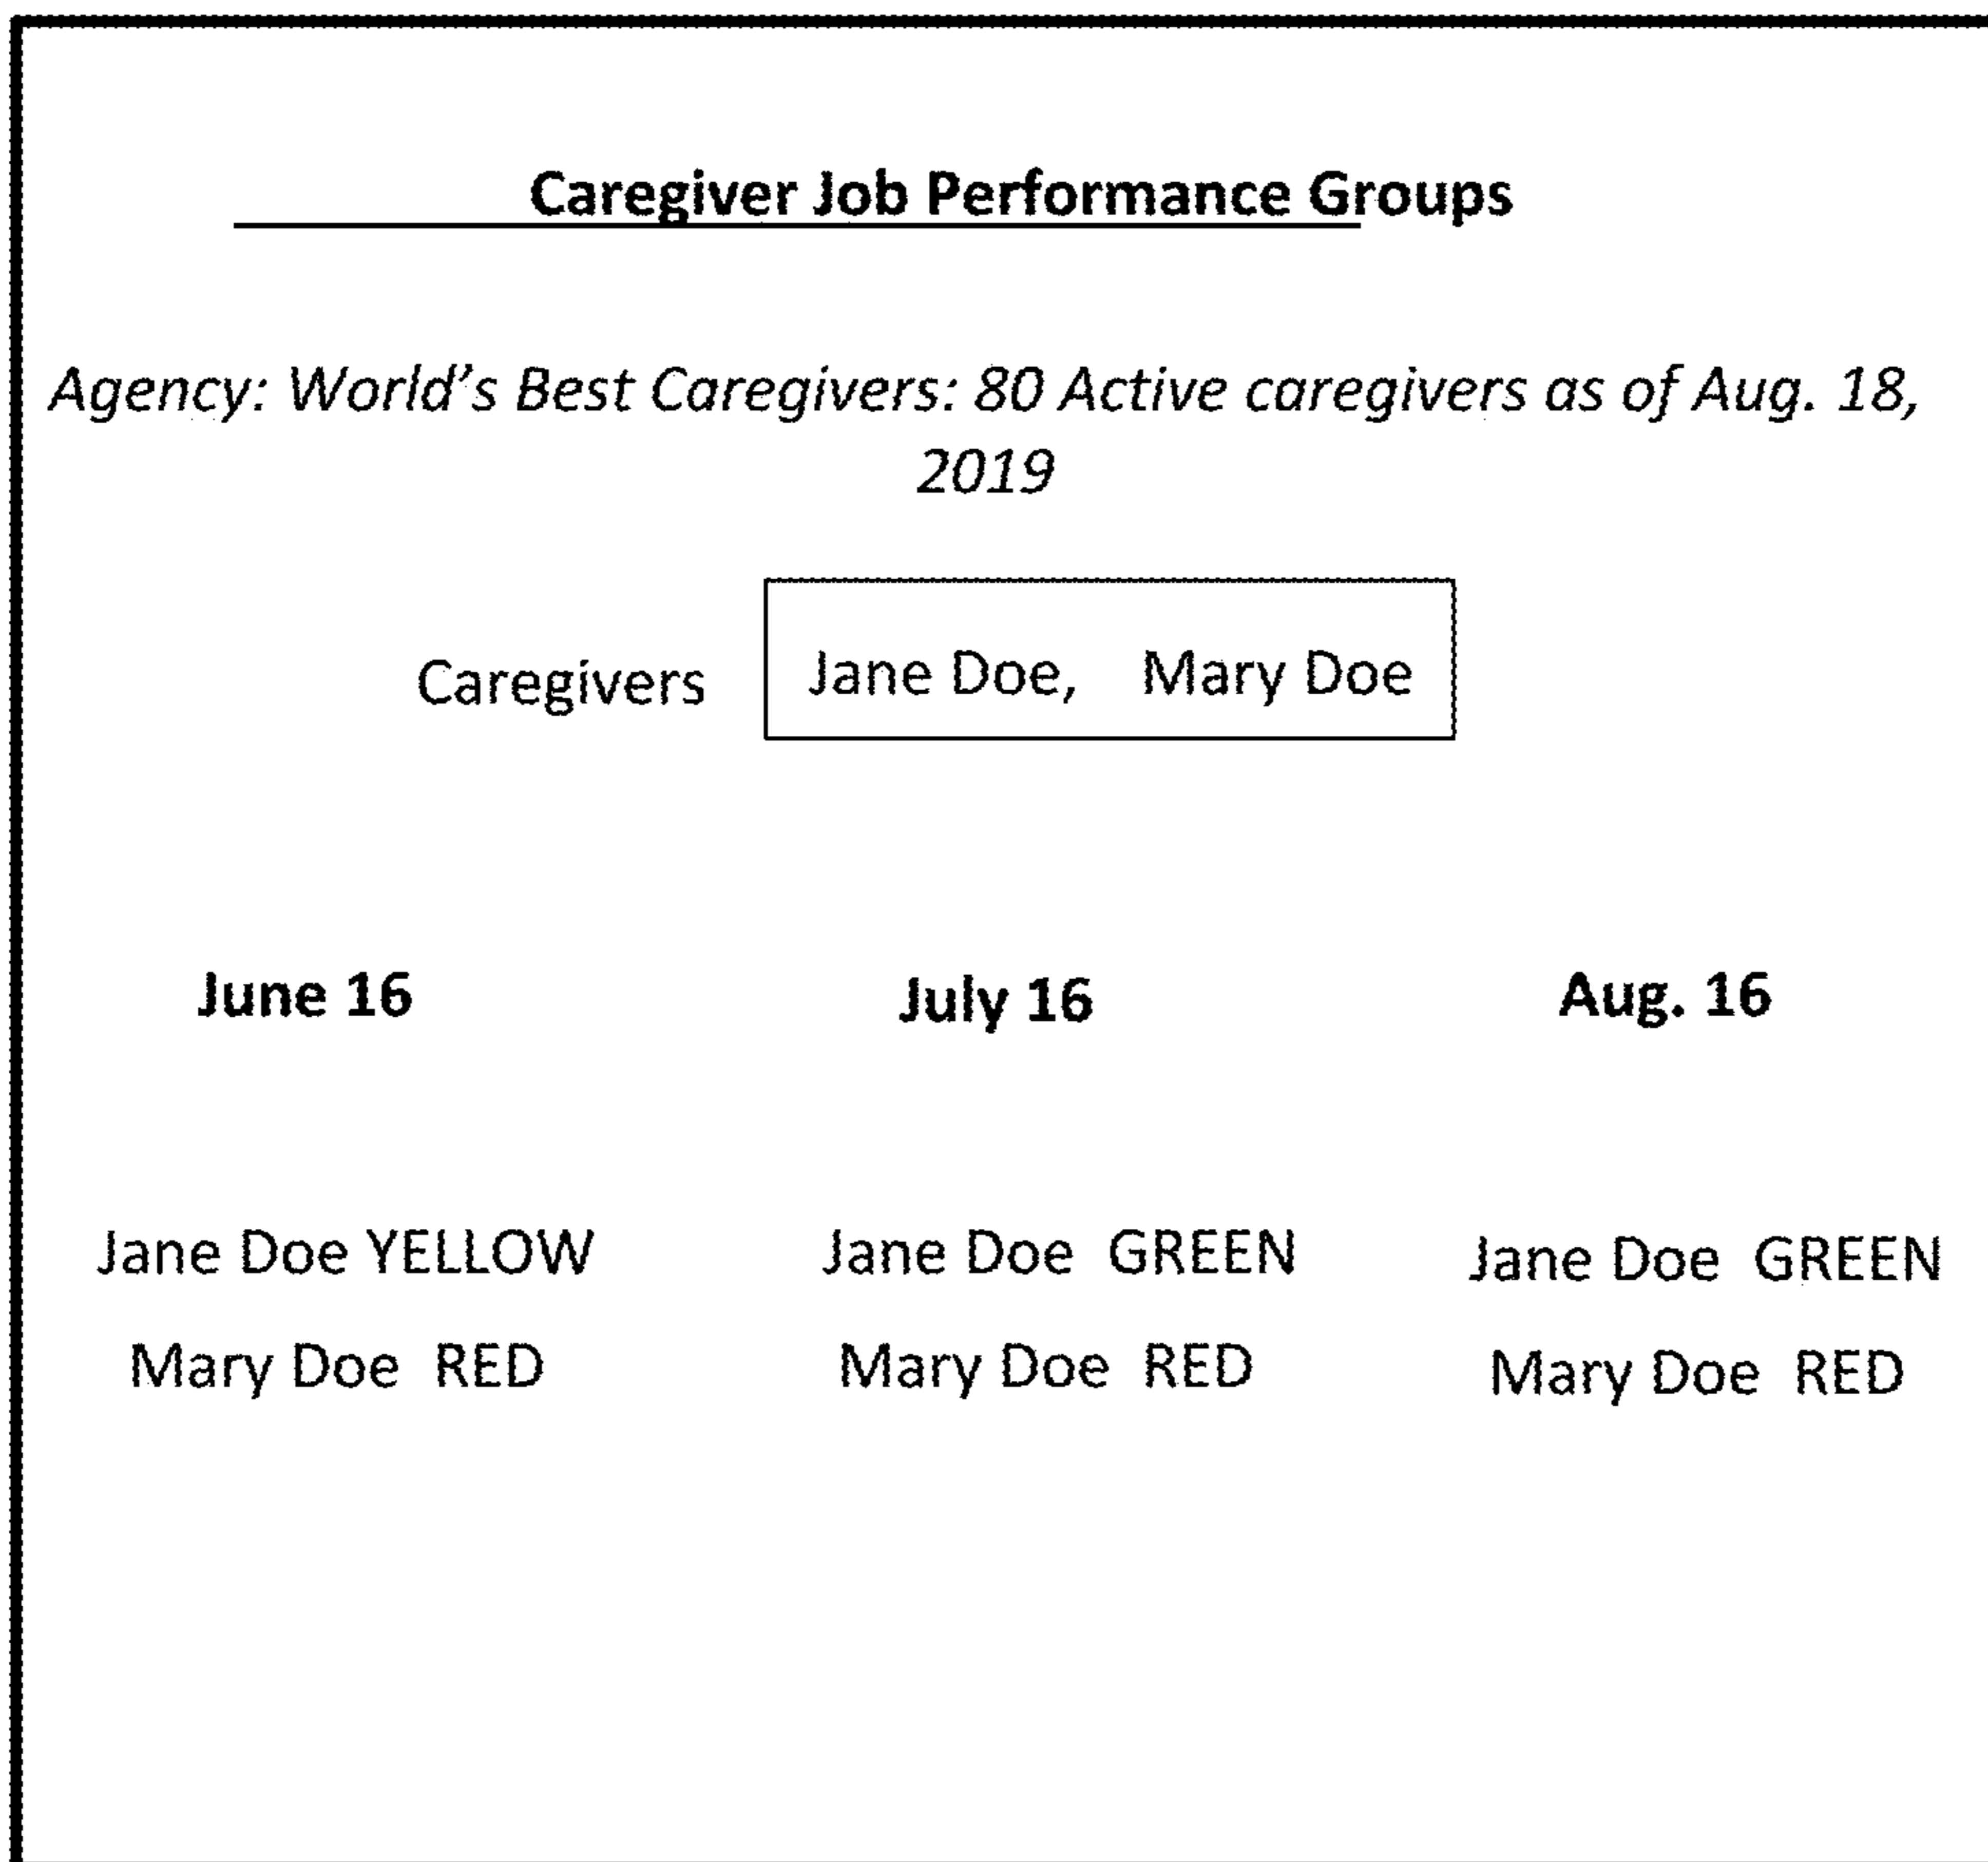 Caregiver Job Performance Groups
Agency: World's Best Caregivers: 80 Active caregivers as of Aug. 18,
2019
Caregivers Jane Doe, Mary Doe
June 16 July 16 Aug. 16
Jane Doe YELLOW Jane Doe GREEN Jane Doe GREEN
Mary Doe RED Mary Doe RED Mary Doe RED